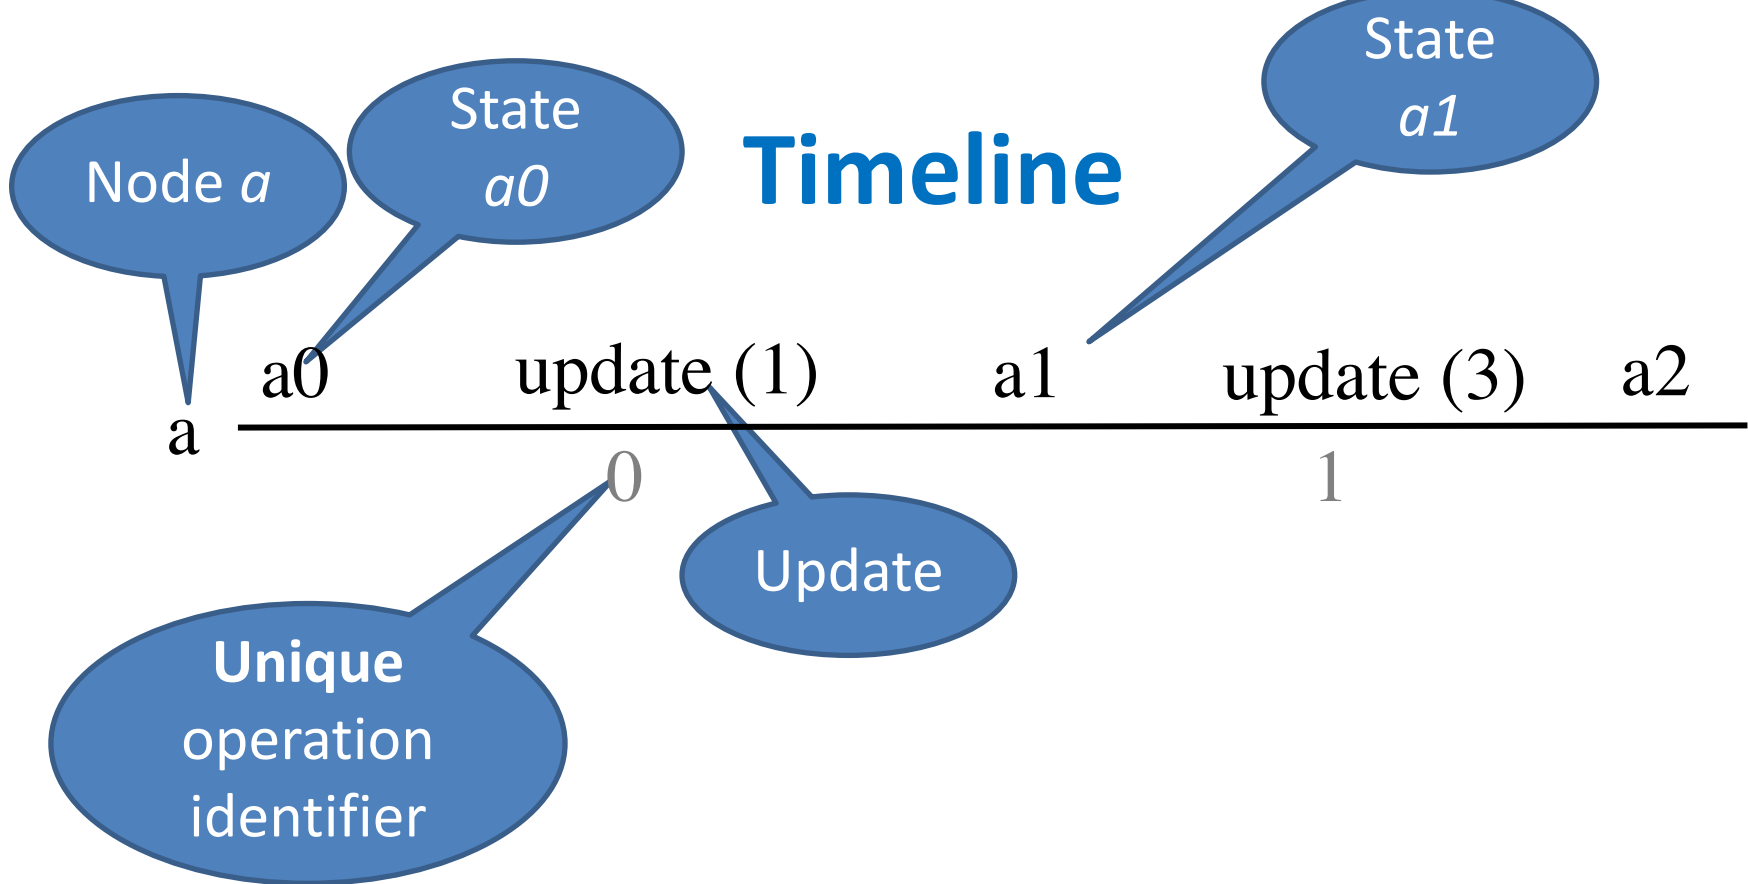 State
a1
State
a0
Timeline
Node a
a0 update (1) a1 update (3) a2
a
0 1
Update
Unique
operation
identifier